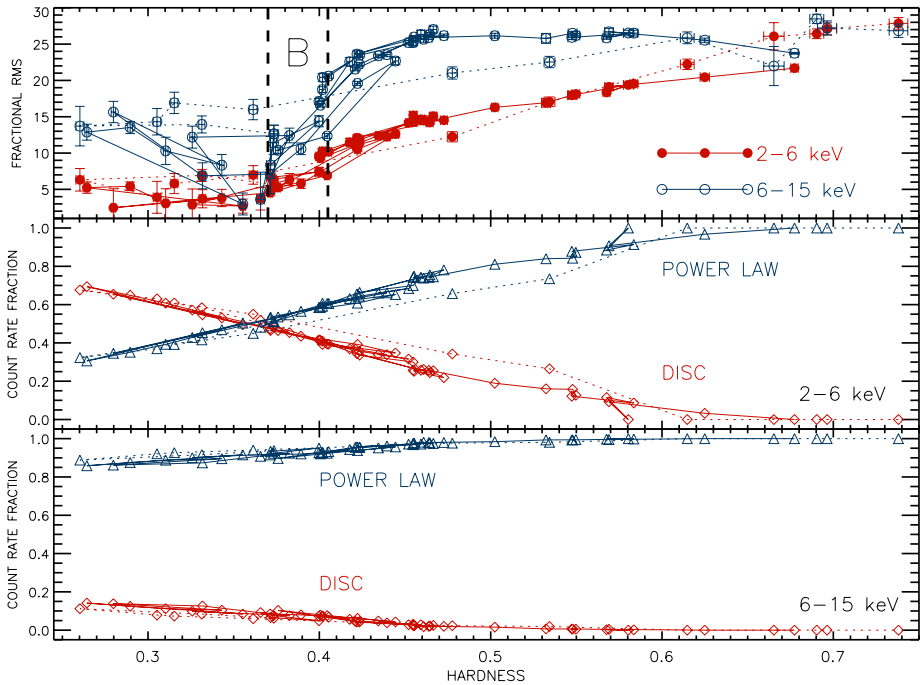 30
25
20
15
10
5
FRACTIONAL RMS
B
2−6 keV
6−15 keV
1.0
0.8
0.6
0.4
0.2
0.0
COUNT RATE FRACTION
POWER LAW
DISC
2−6 keV
1.0
0.8
0.6
0.4
0.2
0.0
COUNT RATE FRACTION
POWER LAW
DISC
6−15 keV
0.3 0.4 0.5 0.6 0.7
HARDNESS